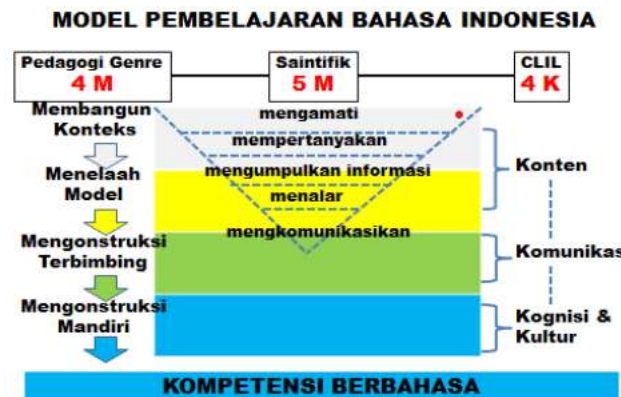 MODEL PEMBELAJARAN BAHASA INDONESIA
Pedagogi Genre
4 M
Saintifik
5 M
CLIL
4 K
Membangun
Konteks
Menelaah
Model
Mengonstruksi
Terbimbing
Mengonstruksi
Mandiri
mengamati
mempertanyakan
mengumpulkan informasi
menalar
mengkomunikasikan
Konten
Komunikas
Kognisi &
Kultur
KOMPETENSI BERBAHASA